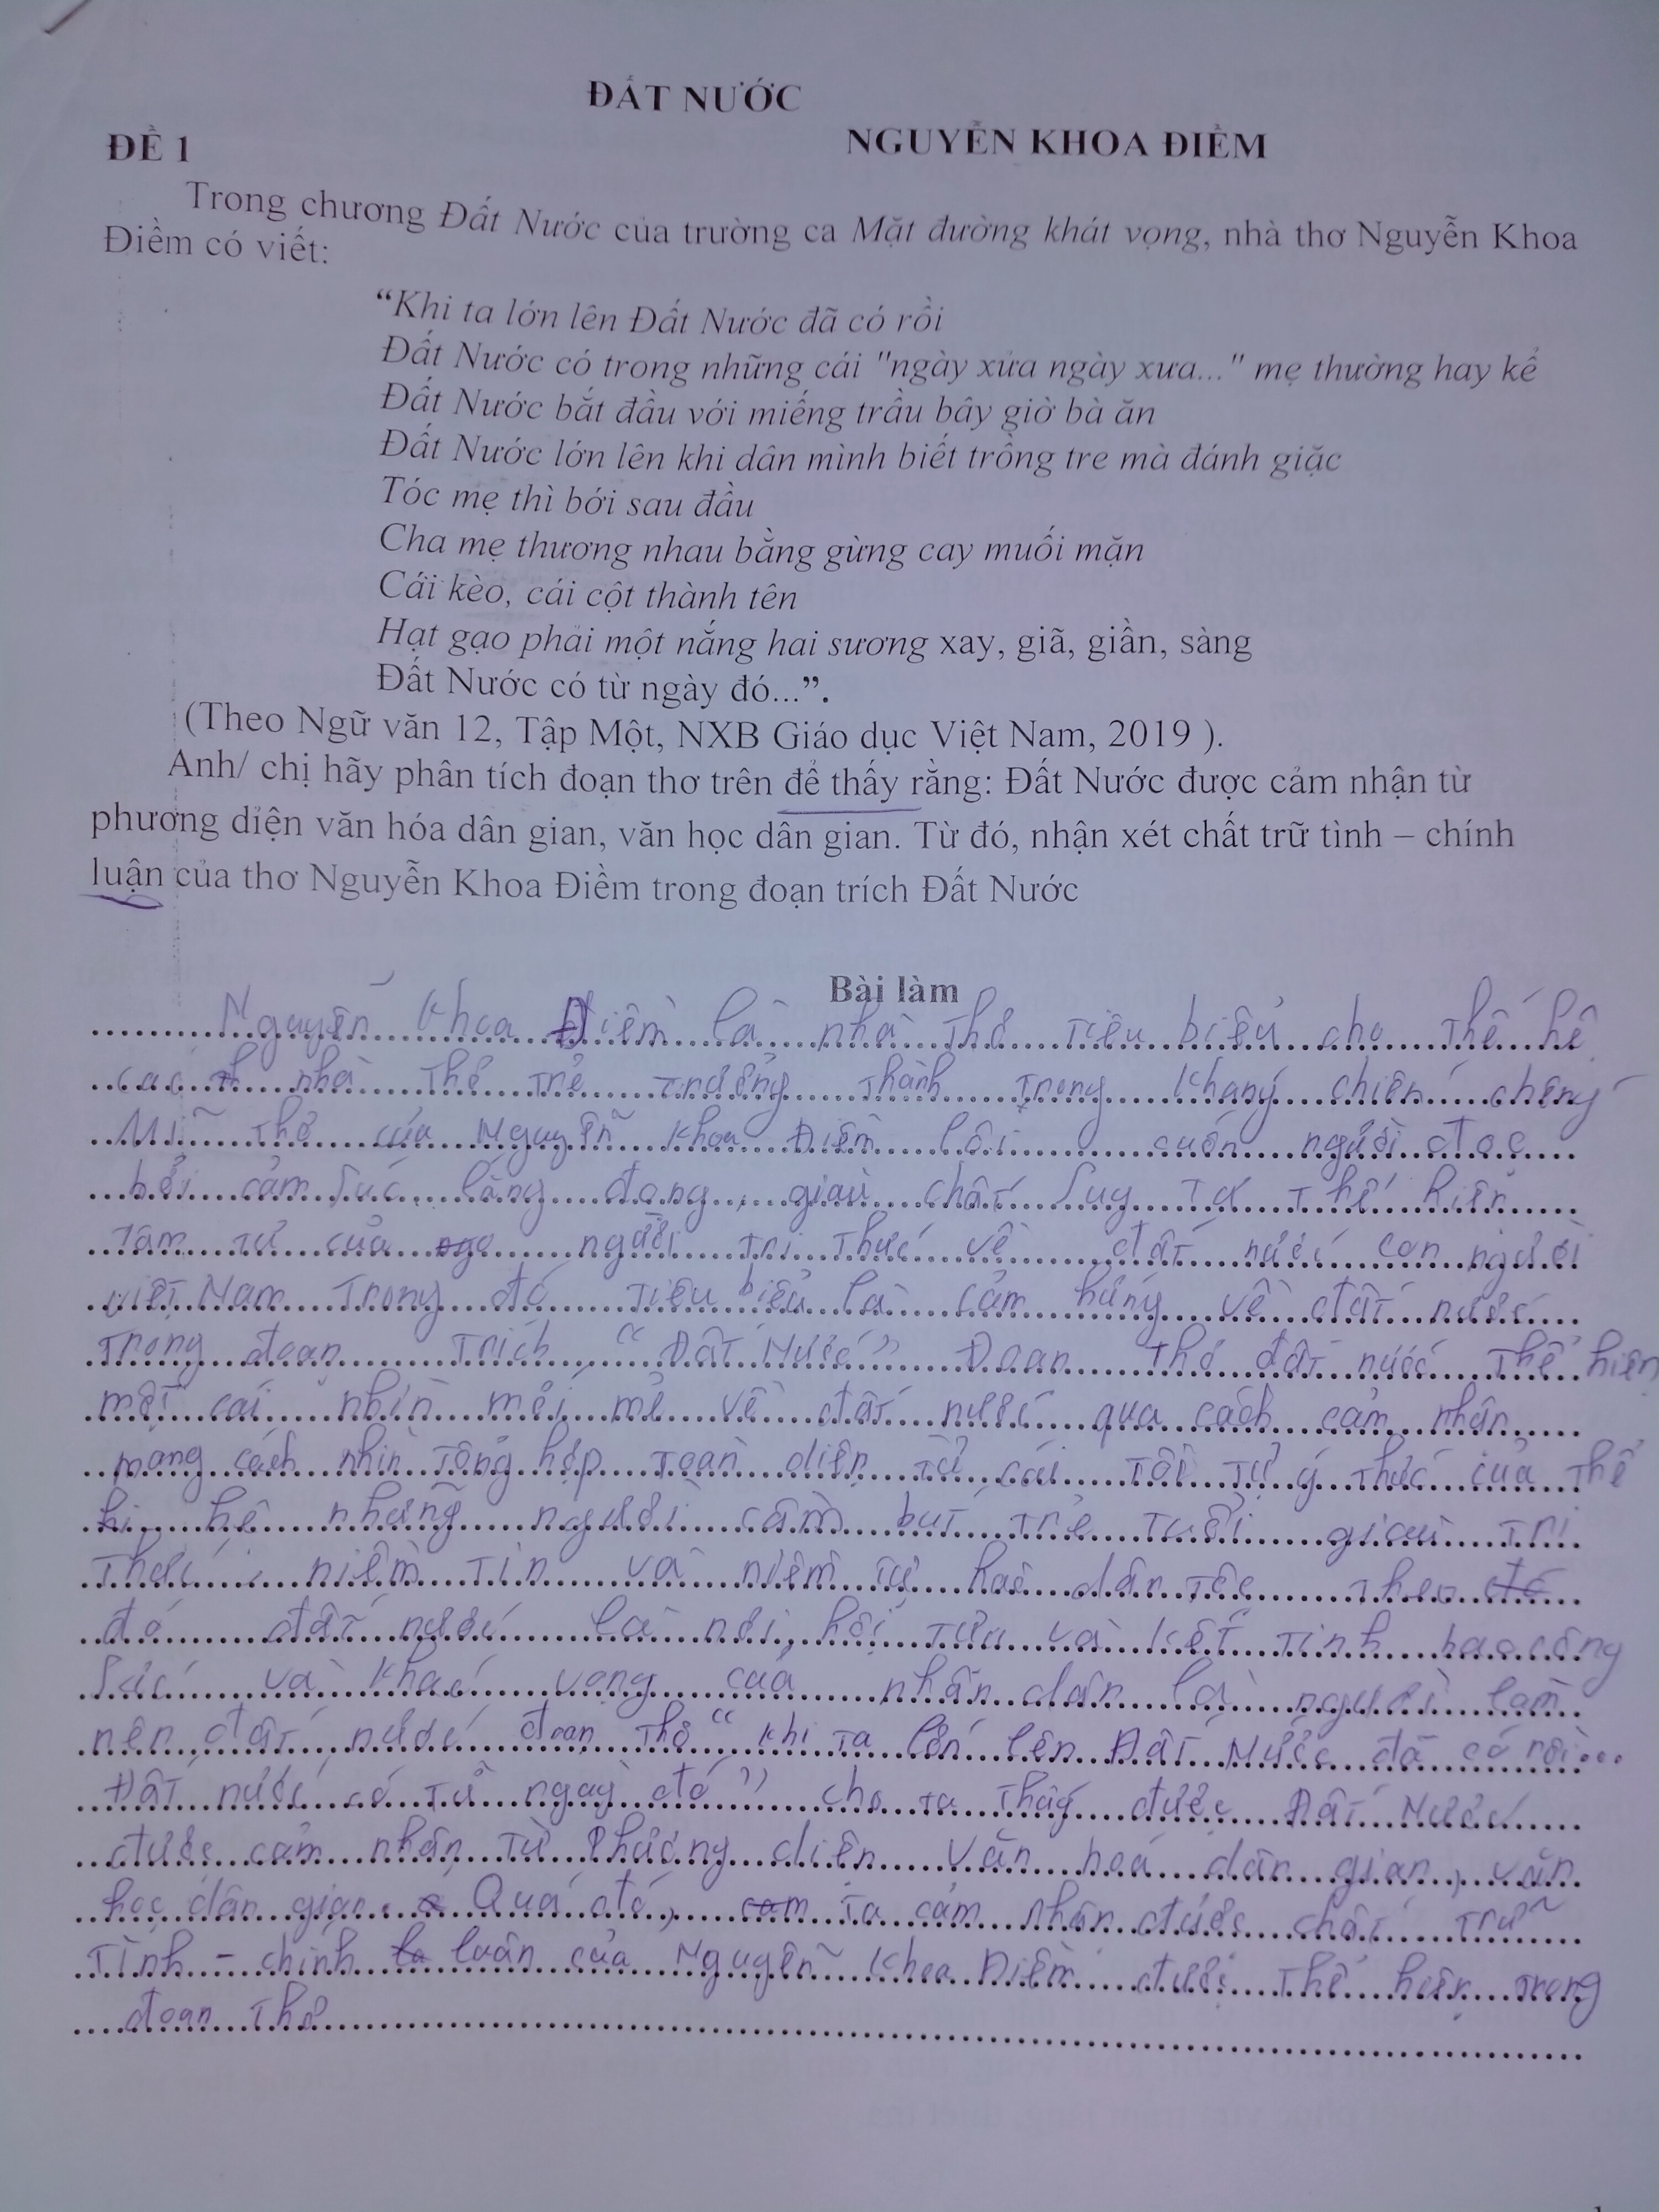 ĐẤT NƯỚC
NGUYỄN KHOA ĐIỀM
ĐỀ 1
Trong chương Đất Nước của trường ca Mặt đường khát vọng, nhà thơ Nguyễn Khoa
Điềm có viết:
“Khi ta lớn lên Đất Nước đã có rồi
Đất Nước có trong những cái "ngày xửa ngày xưa..." mẹ thường hay kể
Đất Nước bắt đầu với miếng trầu bây giờ bà ăn
Đất Nước lớn lên khi dân mình biết trồng tre mà đánh giặc
Tóc mẹ thì bới sau đầu
Cha mẹ thương nhau bằng gừng cay muối mặn
Cái kèo, cái cột thành tên
Hạt gạo phải một nắng hai sương xay, giã, giần, sàng
Đất Nước có từ ngày đó...”.
(Theo Ngữ văn 12, Tập Một, NXB Giáo dục Việt Nam, 2019 ).
Anh/ chị hãy phân tích đoạn thơ trên để thấy rằng: Đất Nước được cảm nhận từ
phương diện văn hóa dân gian, văn học dân gian. Từ đó, nhận xét chất trữ tình – chính
luận của thơ Nguyễn Khoa Điềm trong đoạn trích Đất Nước
Bài làm
Nguyễn Khoa Điềm là nhà thơ tiêu biểu cho thế hệ
các nhà thơ trẻ trưởng thành trong kháng chiến chống
Mĩ thơ của Nguyễn Khoa Điềm lôi cuốn người đọc
bởi cảm xúc lắng đọng, giàu chất suy tư thể hiện
tâm tư của người tri thức về đất nước con người
việt Nam Trong đó tiêu biểu là cảm hứng về đất nước
trong đoạn trích "Đất Nước" Đoạn thơ đất nước thể hiện
một cái nhìn mới mẻ về đất nước qua cách cảm nhận
mang cách nhìn tổng hợp toàn diện từ cái tôi tự ý thức của thế
hệ những người cầm bút trẻ tuổi giàu tri
thức, niềm tin và niềm tự hào dân tộc theo
đó đất nước là nơi hội tựu và kết tinh bao công
sức và khác vọng của nhân dân là người làm
nên đất nước đoạn thơ "khi ta lớn lên Đất Nước đã có rồi...
Đất nước có từ ngày đó" cho ta thấy được Đất Nước
được cảm nhận từ phương diện văn hoá dân gian, văn
học dân gian. Qua đó, ta cảm nhận được chất trữ
tình - chính luận của Nguyễn Khoa Điềm được thể hiện trong
đoạn thơ